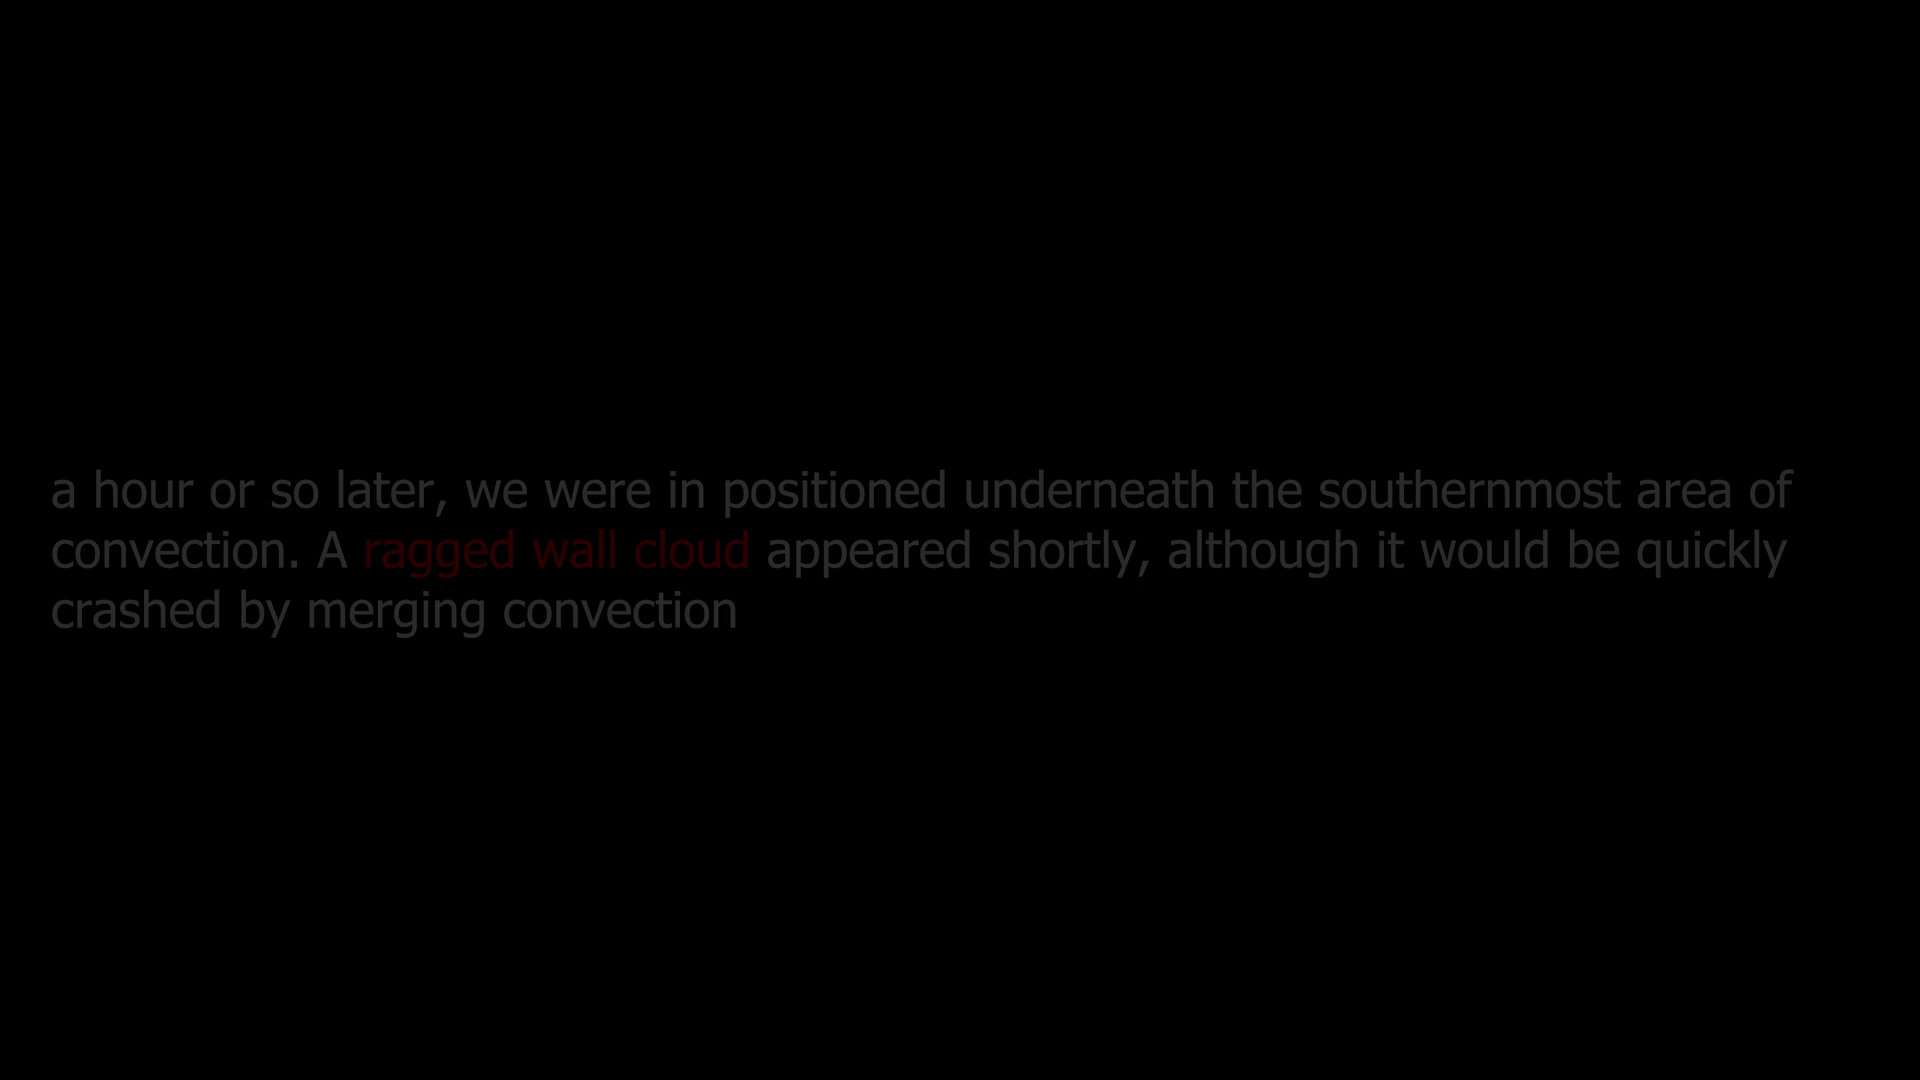 a hour or so later, we were in positioned underneath the southernmost area of
convection. A ragged wall cloud appeared shortly, although it would be quickly
crashed by merging convection